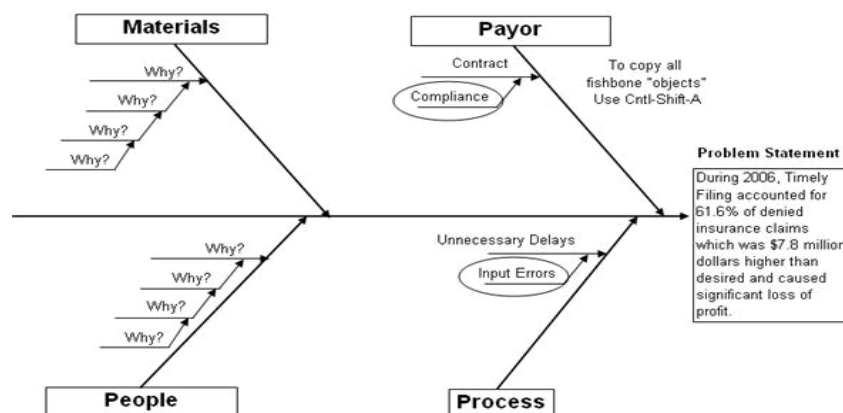 Materials
Payor
Why?
Why?
Why?
Why?
Contract
Compliance
To copy all
fishbone "objects"
Use Cntl-Shift-A
Problem Statement
During 2006, Timely
Filing accounted for
61.6% of denied
insurance claims
which was $7.8 million
dollars higher than
desired and caused
significant loss of
profit.
Why?
Why?
Why?
Why?
Unnecessary Delays
Input Errors
People
Process